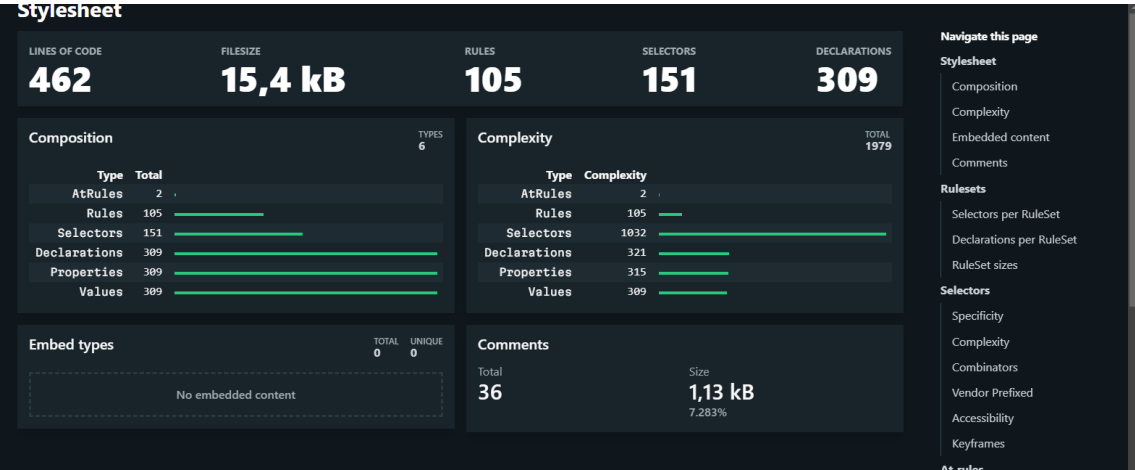 Stylesheet
LINES OF CODE
462
FILESIZE
15,4 kB
RULES
105
SELECTORS
151
DECLARATIONS
309
Composition
TYPES
6
Type Total
AtRules 2
Rules 105
Selectors 151
Declarations 309
Properties 309
Values 309
Complexity
TOTAL
1979
Type Complexity
AtRules 2
Rules 105
Selectors 1032
Declarations 321
Properties 315
Values 309
Embed types
TOTAL UNIQUE
0 0
No embedded content
Comments
Total
36
Size
1,13 kB
7.283%
Navigate this page
Stylesheet
Composition
Complexity
Embedded content
Comments
Rulesets
Selectors per RuleSet
Declarations per RuleSet
RuleSet sizes
Selectors
Specificity
Complexity
Combinators
Vendor Prefixed
Accessibility
Keyframes
At-rules